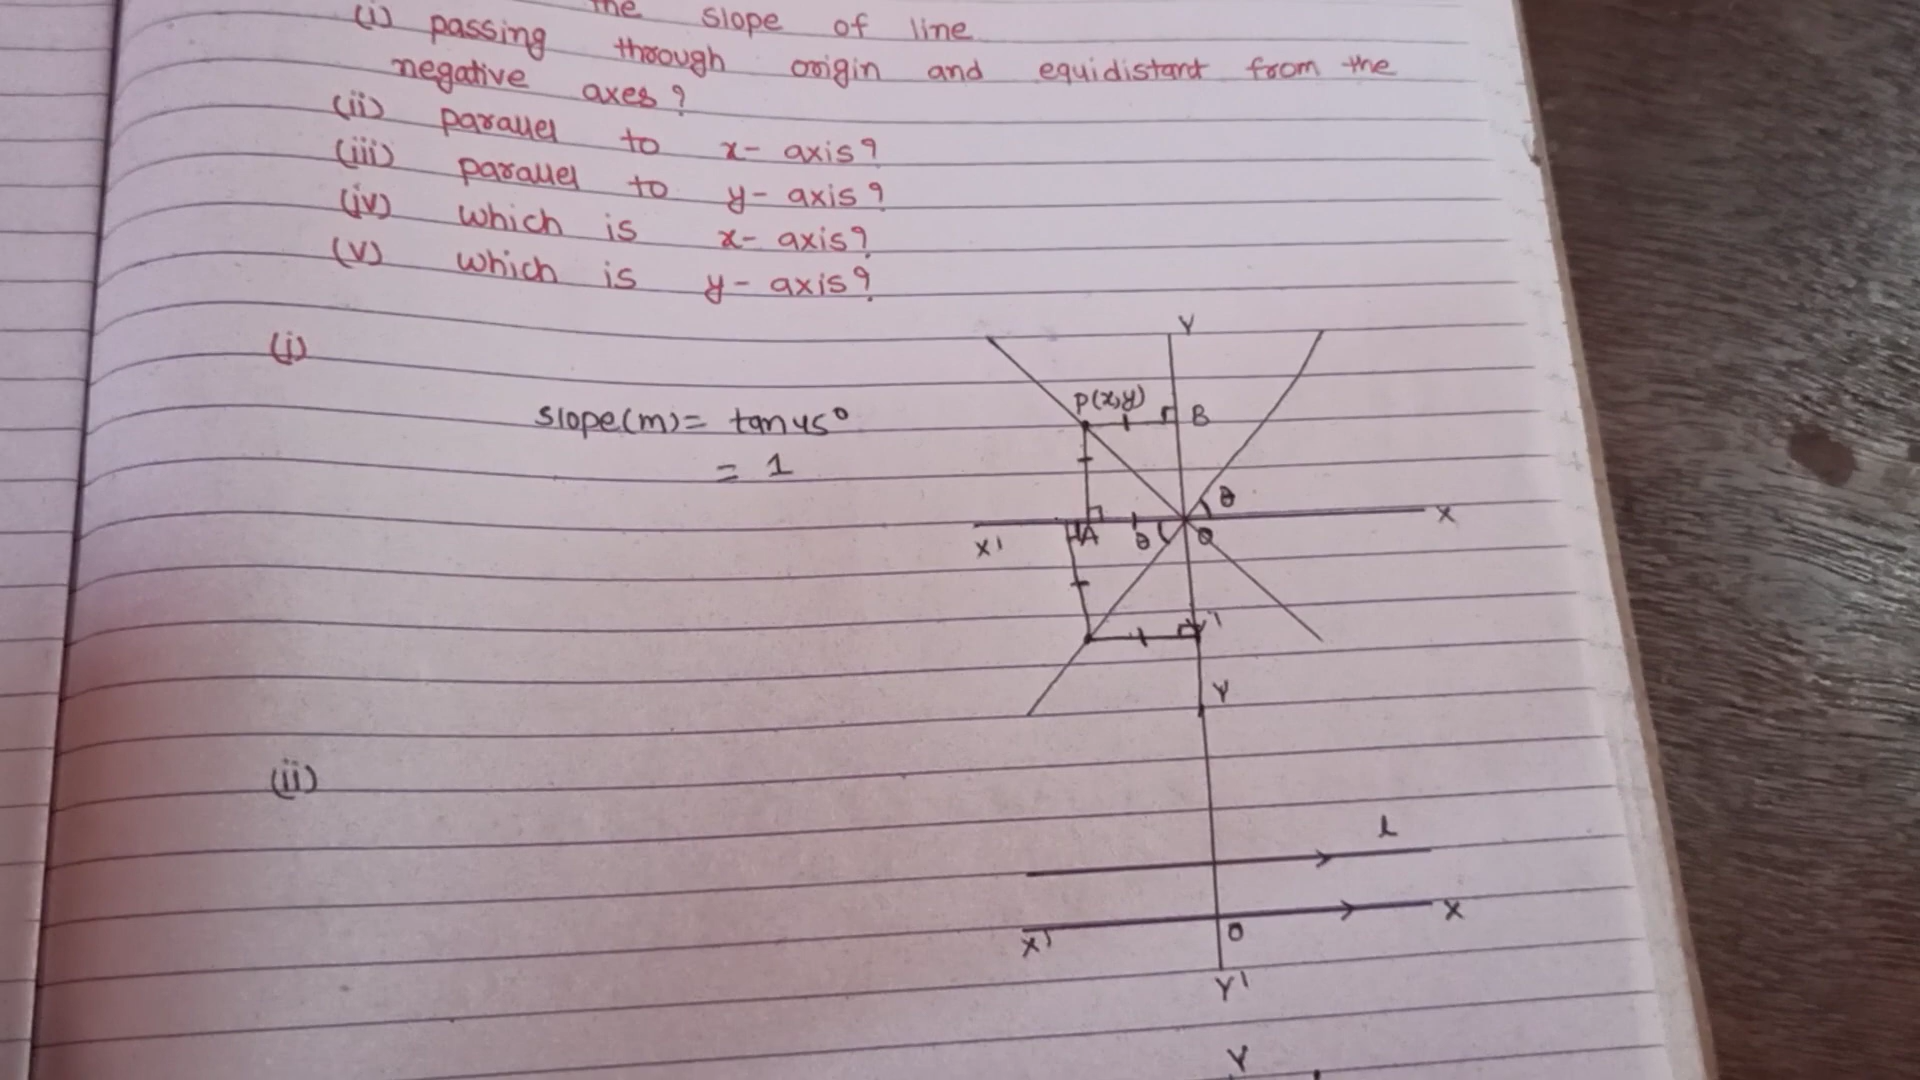 the slope of line
(i) passing through origin and equidistant from the
negative axes?
(ii) parallel to x-axis?
(iii) parallel to y-axis?
(iv) which is x-axis?
(v) which is y-axis?
(i)
Y
P(x,y)
B
slope(m)= tan45°
= 1
θ
X
X'
A
θ
O
Y'
Y
(ii)
l
X
X'
O
Y'
Y